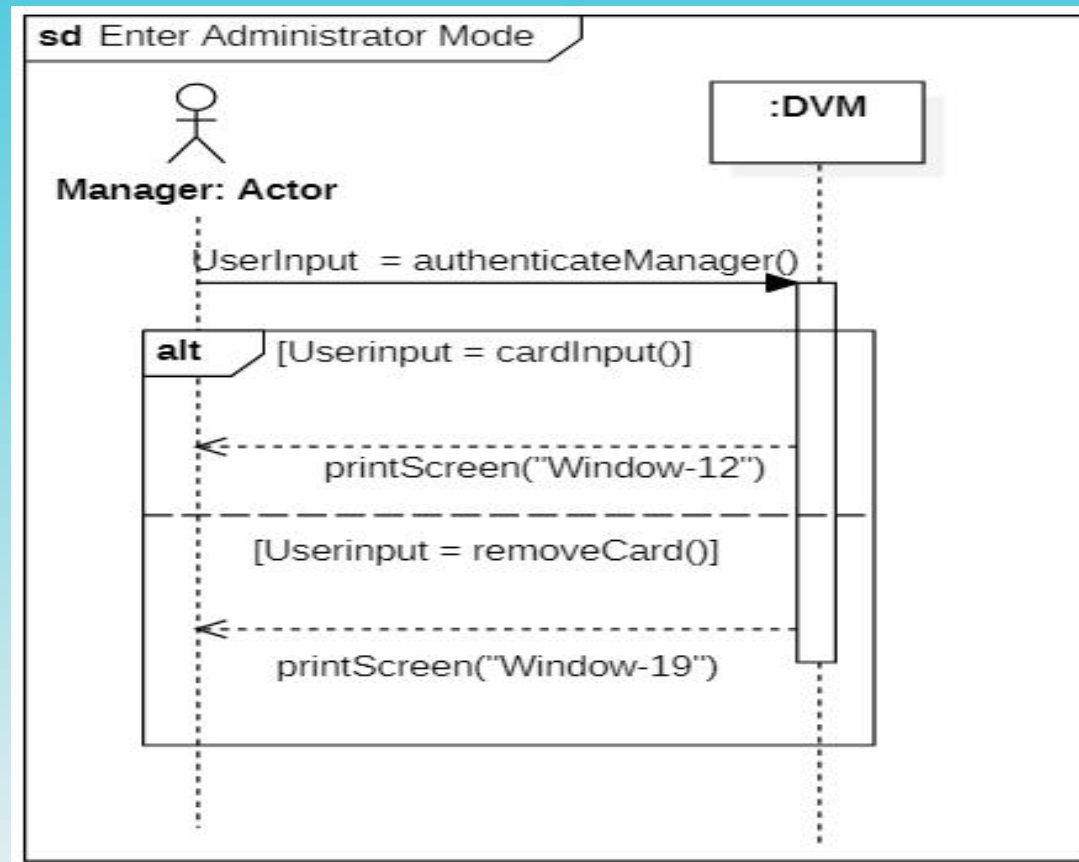 sd Enter Administrator Mode
:DVM
Manager: Actor
UserInput = authenticateManager()
alt [Userinput = cardInput()]
printScreen("Window-12")
[Userinput = removeCard()]
printScreen("Window-19")